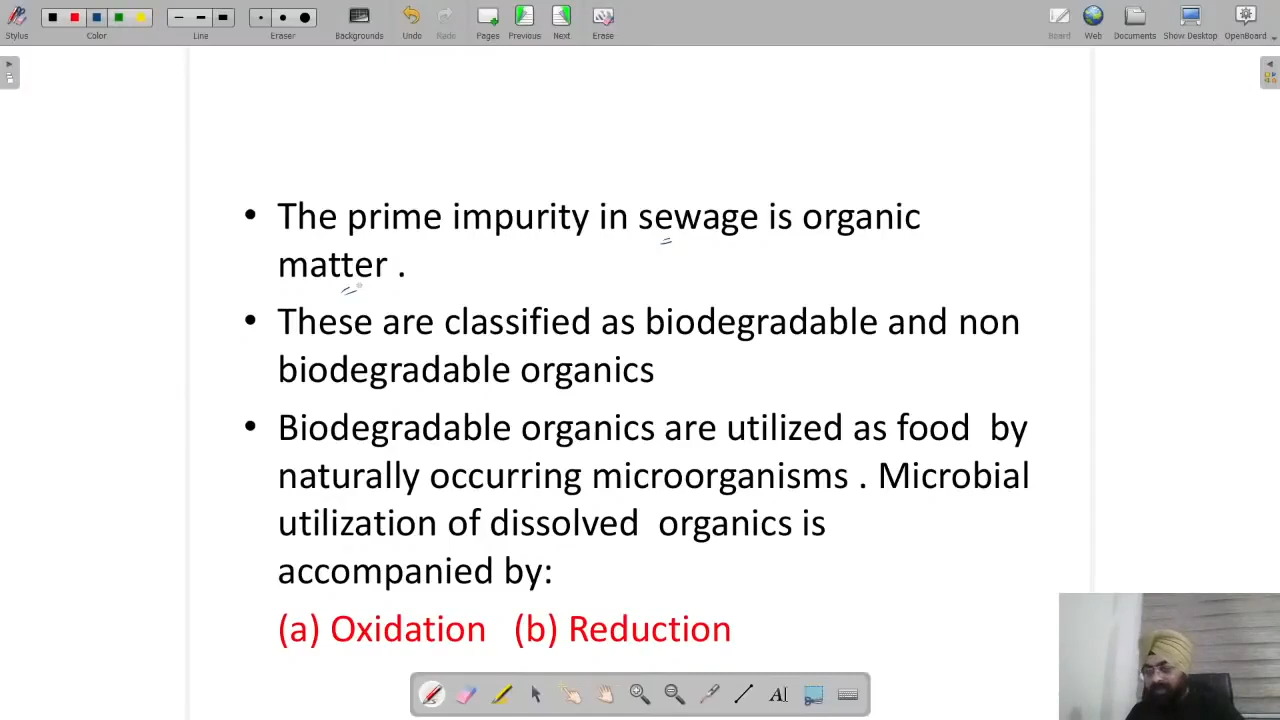 Stylus
Color
Line
Eraser
Backgrounds
Undo
Redo
Pages
Previous
Next
Erase
Board
Web
Documents
Show Desktop
OpenBoard
• The prime impurity in sewage is organic
matter .
• These are classified as biodegradable and non
biodegradable organics
• Biodegradable organics are utilized as food by
naturally occurring microorganisms . Microbial
utilization of dissolved organics is
accompanied by:
(a) Oxidation (b) Reduction